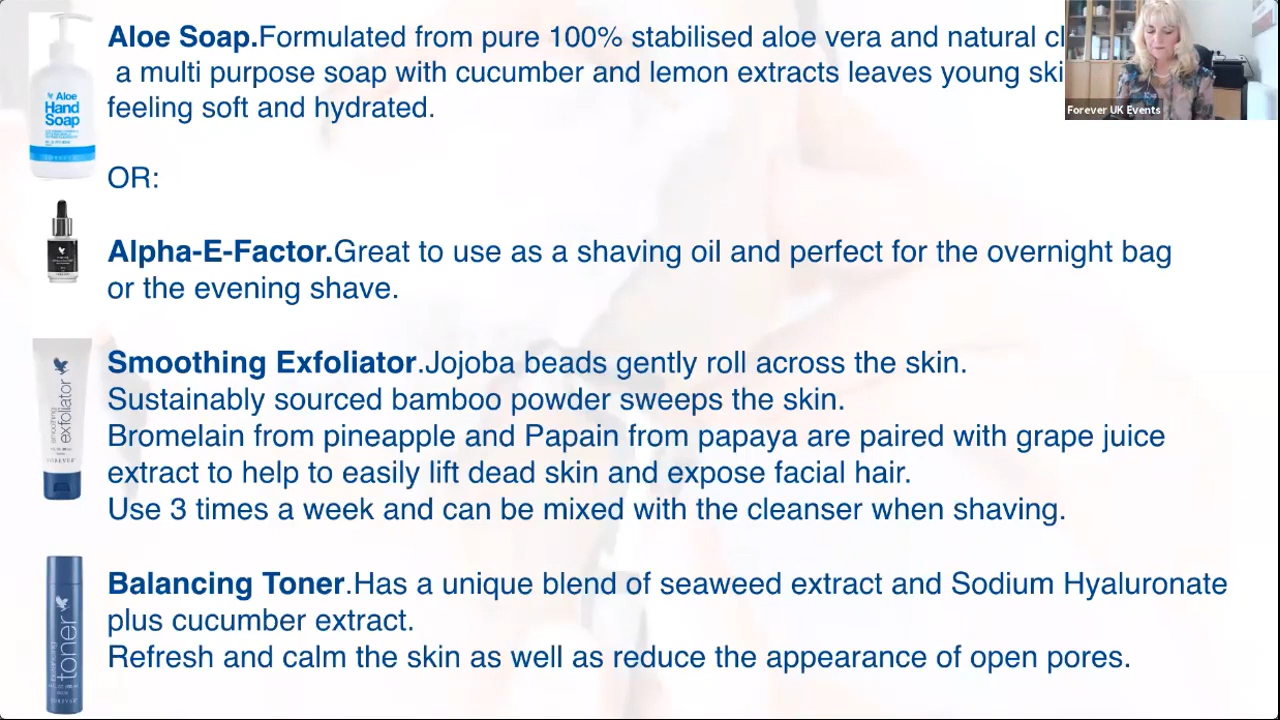 Aloe Soap.Formulated from pure 100% stabilised aloe vera and natural
a multi purpose soap with cucumber and lemon extracts leaves young
feeling soft and hydrated.
Forever UK Events
Aloe
Hand
Soap
OR:
Alpha-E-Factor.Great to use as a shaving oil and perfect for the overnight bag
or the evening shave.
Smoothing Exfoliator.Jojoba beads gently roll across the skin.
Sustainably sourced bamboo powder sweeps the skin.
Bromelain from pineapple and Papain from papaya are paired with grape juice
extract to help to easily lift dead skin and expose facial hair.
Use 3 times a week and can be mixed with the cleanser when shaving.
smoothing
exfoliator
FOREVER
Balancing Toner.Has a unique blend of seaweed extract and Sodium Hyaluronate
plus cucumber extract.
Refresh and calm the skin as well as reduce the appearance of open pores.
balancing
toner
FOREVER